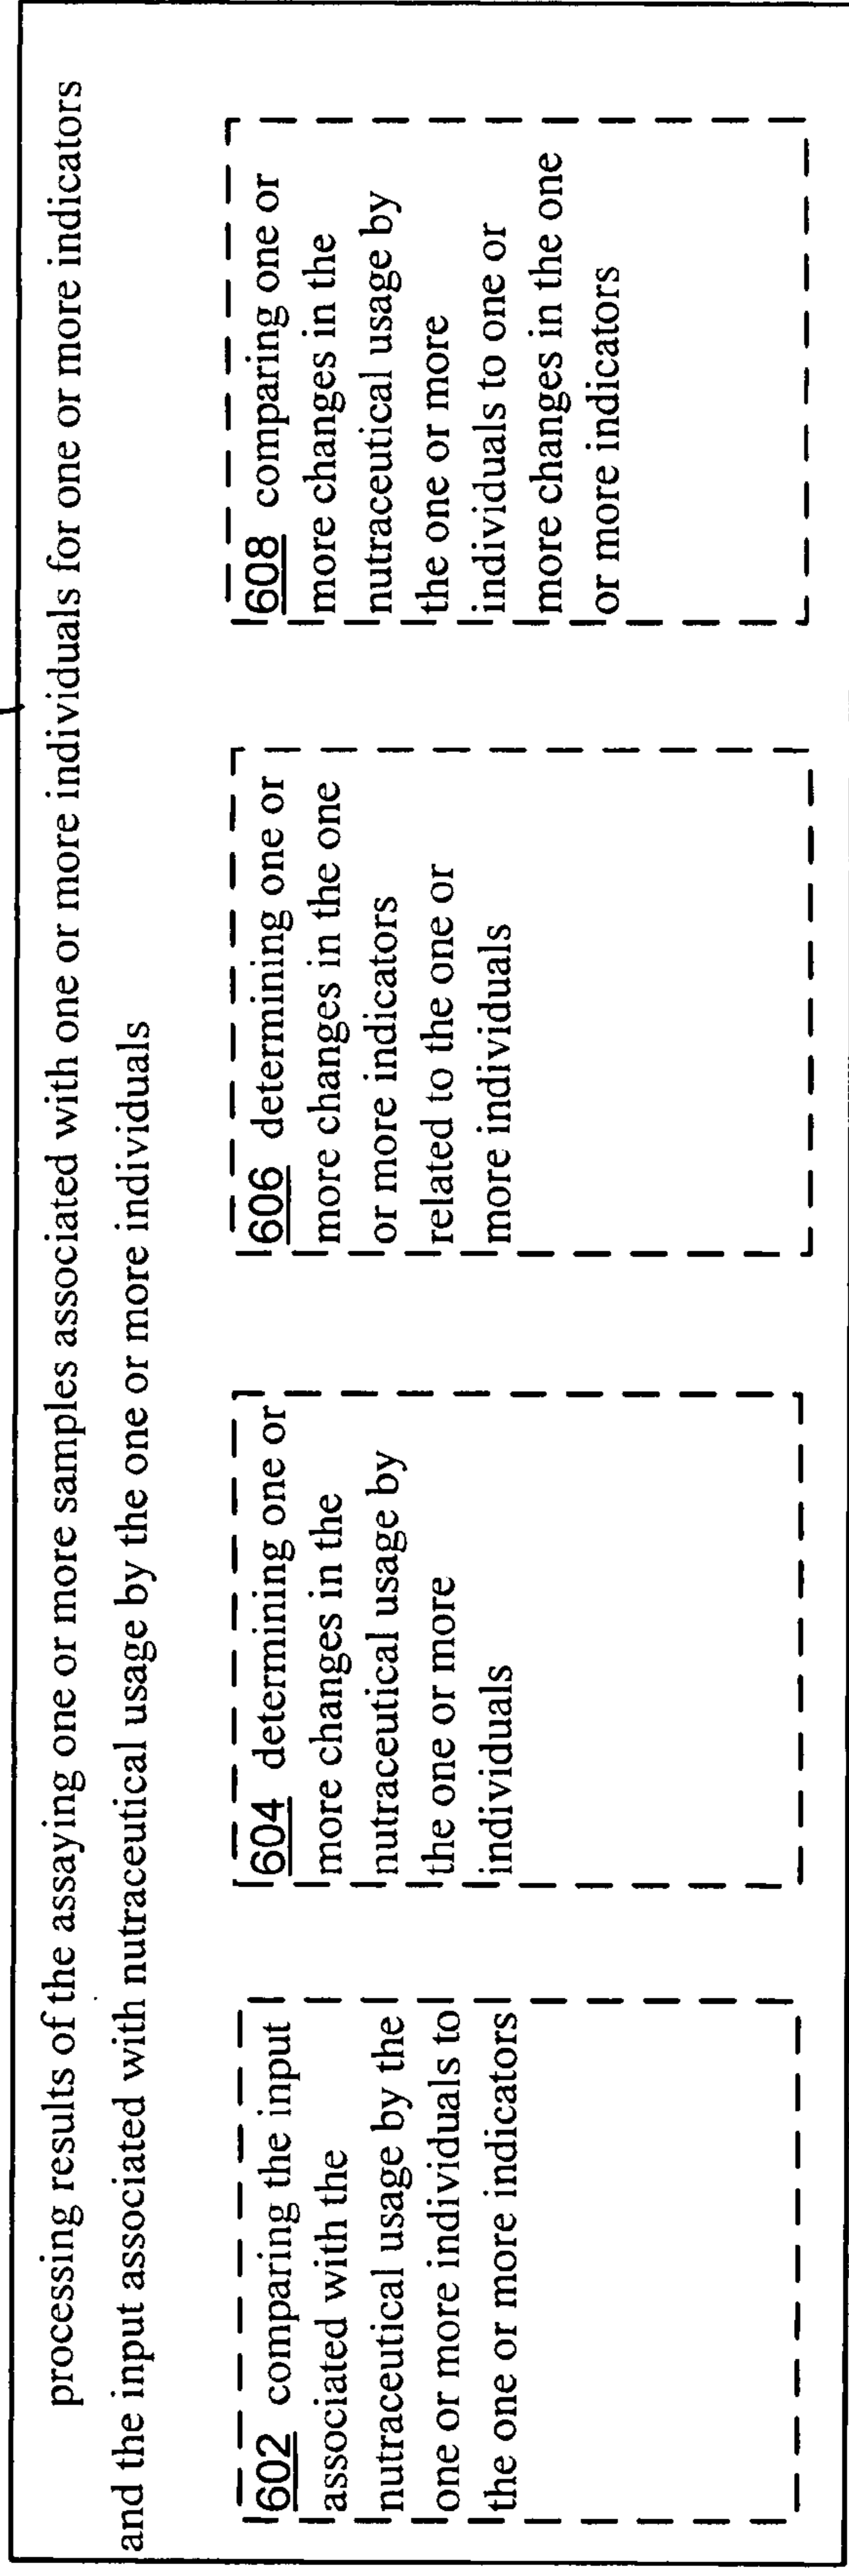 processing results of the assaying one or more samples associated with one or more individuals for one or more indicators
and the input associated with nutraceutical usage by the one or more individuals
602 comparing the input
associated with the
nutraceutical usage by the
one or more individuals to
the one or more indicators
604 determining one or
more changes in the
nutraceutical usage by
the one or more
individuals
606 determining one or
more changes in the one
or more indicators
related to the one or
more individuals
608 comparing one or
more changes in the
nutraceutical usage by
the one or more
individuals to one or
more changes in the one
or more indicators